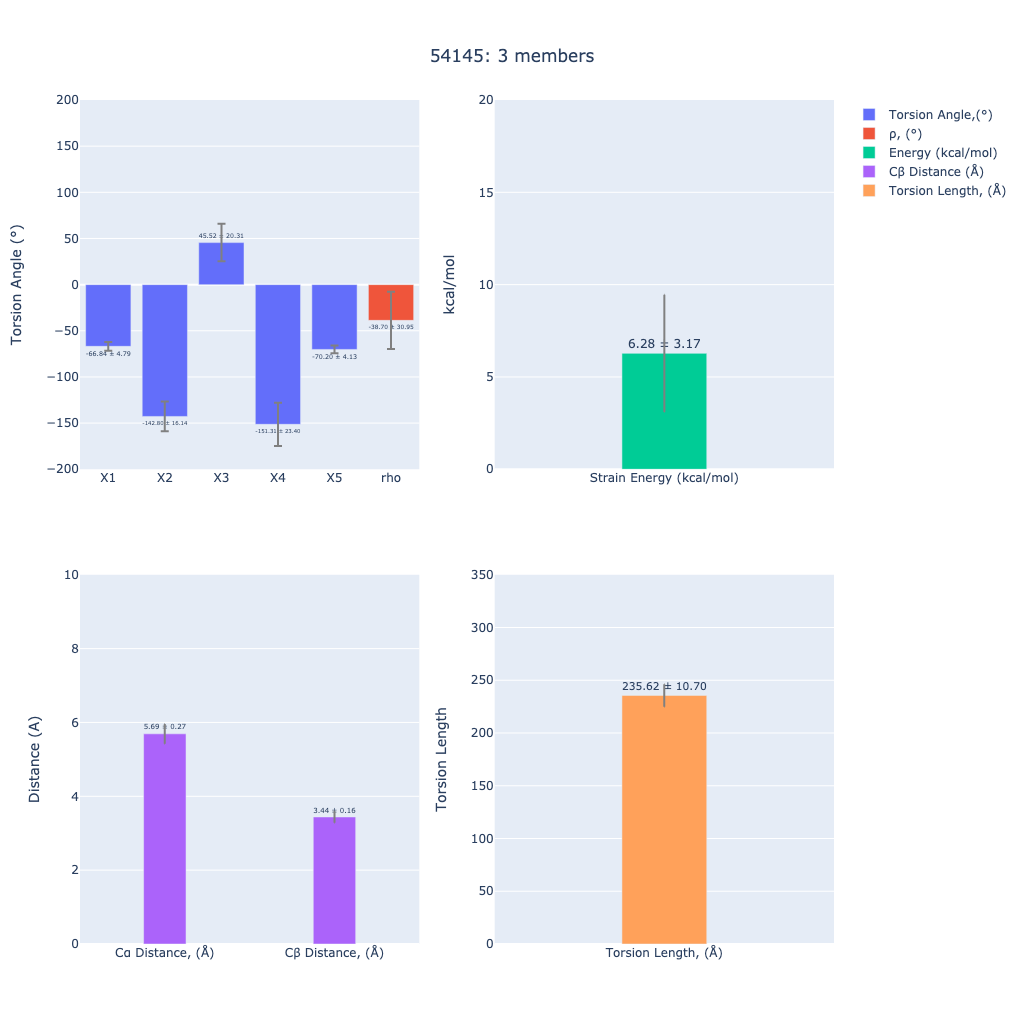 54145: 3 members
200
150
100
50
0
−50
−100
−150
−200
Torsion Angle (°)
-66.84 ± 4.79
-142.80 ± 16.14
45.52 ± 20.31
-151.31 ± 23.40
-70.20 ± 4.13
-38.70 ± 30.95
X1 X2 X3 X4 X5 rho
20
15
10
5
0
kcal/mol
6.28 ± 3.17
Strain Energy (kcal/mol)
Torsion Angle,(°)
ρ, (°)
Energy (kcal/mol)
Cβ Distance (Å)
Torsion Length, (Å)
10
8
6
4
2
0
Distance (A)
5.69 ± 0.27
3.44 ± 0.16
Cα Distance, (Å) Cβ Distance, (Å)
350
300
250
200
150
100
50
0
Torsion Length
235.62 ± 10.70
Torsion Length, (Å)